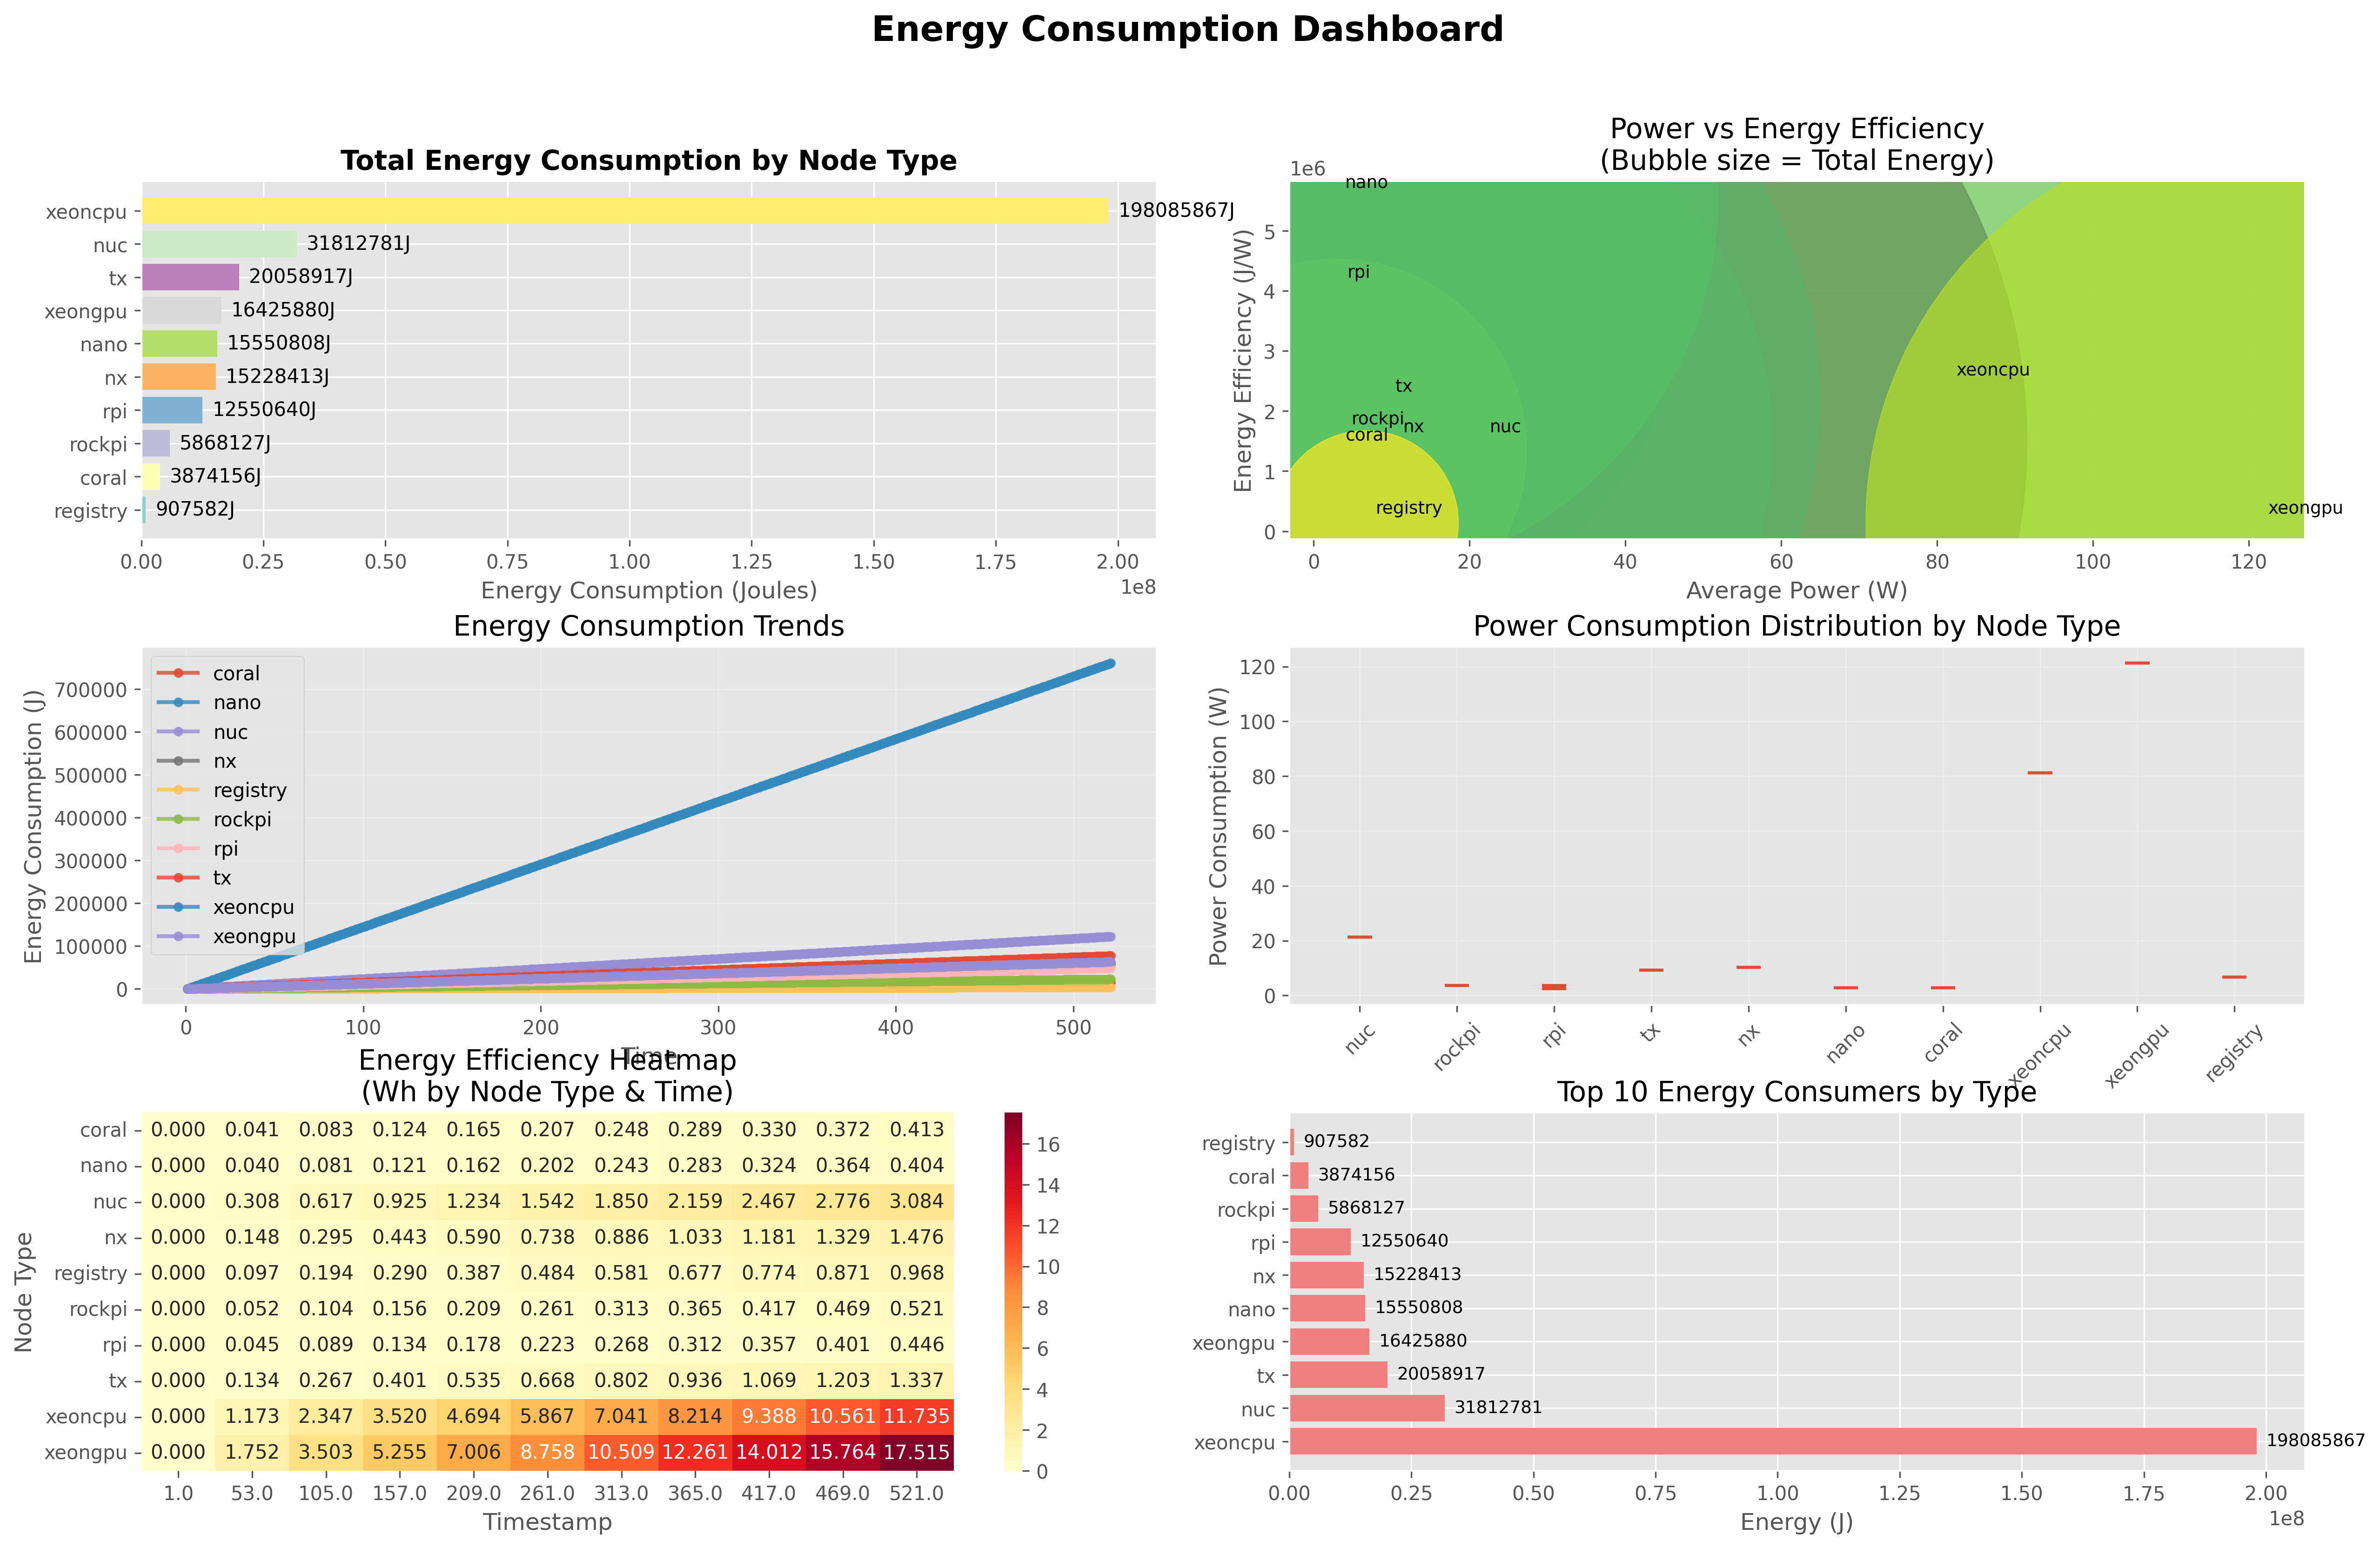 Energy Consumption Dashboard
Total Energy Consumption by Node Type
xeoncpu 198085867J
nuc 31812781J
tx 20058917J
xeongpu 16425880J
nano 15550808J
nx 15228413J
rpi 12550640J
rockpi 5868127J
coral 3874156J
registry 907582J
0.00 0.25 0.50 0.75 1.00 1.25 1.50 1.75 2.00
1e8
Energy Consumption (Joules)
Power vs Energy Efficiency
(Bubble size = Total Energy)
1e6
Energy Efficiency (J/W)
5
4
3
2
1
0
nano
rpi
xeoncpu
tx
rockpi
nx
nuc
coral
registry
xeongpu
0 20 40 60 80 100 120
Average Power (W)
Energy Consumption Trends
Energy Consumption (J)
700000
600000
500000
400000
300000
200000
100000
0
coral
nano
nuc
nx
registry
rockpi
rpi
tx
xeoncpu
xeongpu
0 100 200 300 400 500
Time
Power Consumption Distribution by Node Type
Power Consumption (W)
120
100
80
60
40
20
0
nuc rockpi rpi tx nx nano coral xeoncpu xeongpu registry
Energy Efficiency Heatmap
(Wh by Node Type & Time)
Node Type
coral 0.000 0.041 0.083 0.124 0.165 0.207 0.248 0.289 0.330 0.372 0.413
nano 0.000 0.040 0.081 0.121 0.162 0.202 0.243 0.283 0.324 0.364 0.404
nuc 0.000 0.308 0.617 0.925 1.234 1.542 1.850 2.159 2.467 2.776 3.084
nx 0.000 0.148 0.295 0.443 0.590 0.738 0.886 1.033 1.181 1.329 1.476
registry 0.000 0.097 0.194 0.290 0.387 0.484 0.581 0.677 0.774 0.871 0.968
rockpi 0.000 0.052 0.104 0.156 0.209 0.261 0.313 0.365 0.417 0.469 0.521
rpi 0.000 0.045 0.089 0.134 0.178 0.223 0.268 0.312 0.357 0.401 0.446
tx 0.000 0.134 0.267 0.401 0.535 0.668 0.802 0.936 1.069 1.203 1.337
xeoncpu 0.000 1.173 2.347 3.520 4.694 5.867 7.041 8.214 9.388 10.561 11.735
xeongpu 0.000 1.752 3.503 5.255 7.006 8.758 10.509 12.261 14.012 15.764 17.515
1.0 53.0 105.0 157.0 209.0 261.0 313.0 365.0 417.0 469.0 521.0
Timestamp
16
14
12
10
8
6
4
2
0
Top 10 Energy Consumers by Type
registry 907582
coral 3874156
rockpi 5868127
rpi 12550640
nx 15228413
nano 15550808
xeongpu 16425880
tx 20058917
nuc 31812781
xeoncpu 198085867
0.00 0.25 0.50 0.75 1.00 1.25 1.50 1.75 2.00
1e8
Energy (J)